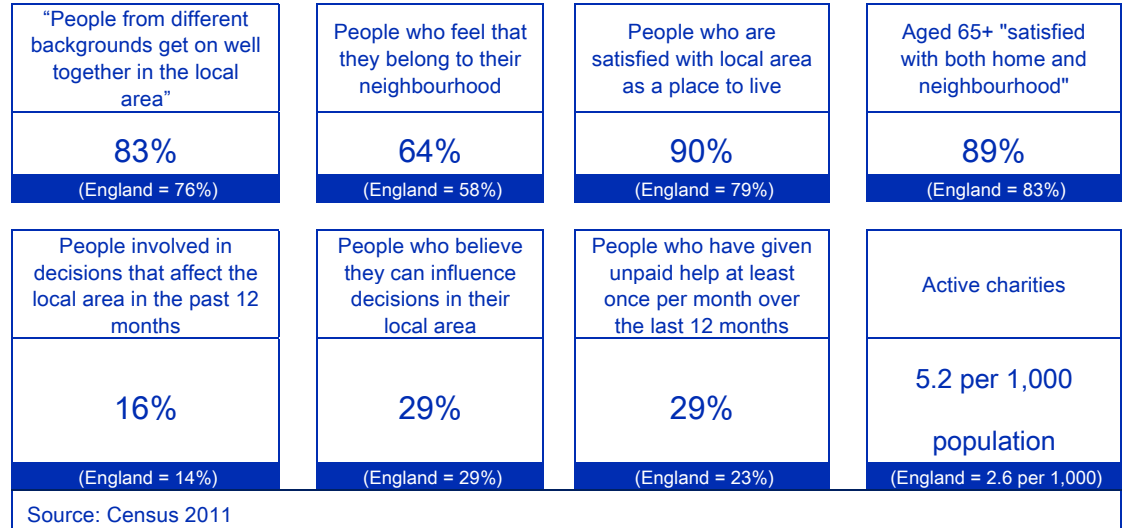 “People from different
backgrounds get on well
together in the local
area”
83%
(England = 76%)
People who feel that
they belong to their
neighbourhood
64%
(England = 58%)
People who are
satisfied with local area
as a place to live
90%
(England = 79%)
Aged 65+ "satisfied
with both home and
neighbourhood"
89%
(England = 83%)
People involved in
decisions that affect the
local area in the past 12
months
16%
(England = 14%)
People who believe
they can influence
decisions in their
local area
29%
(England = 29%)
People who have given
unpaid help at least
once per month over
the last 12 months
29%
(England = 23%)
Active charities
5.2 per 1,000
population
(England = 2.6 per 1,000)
Source: Census 2011